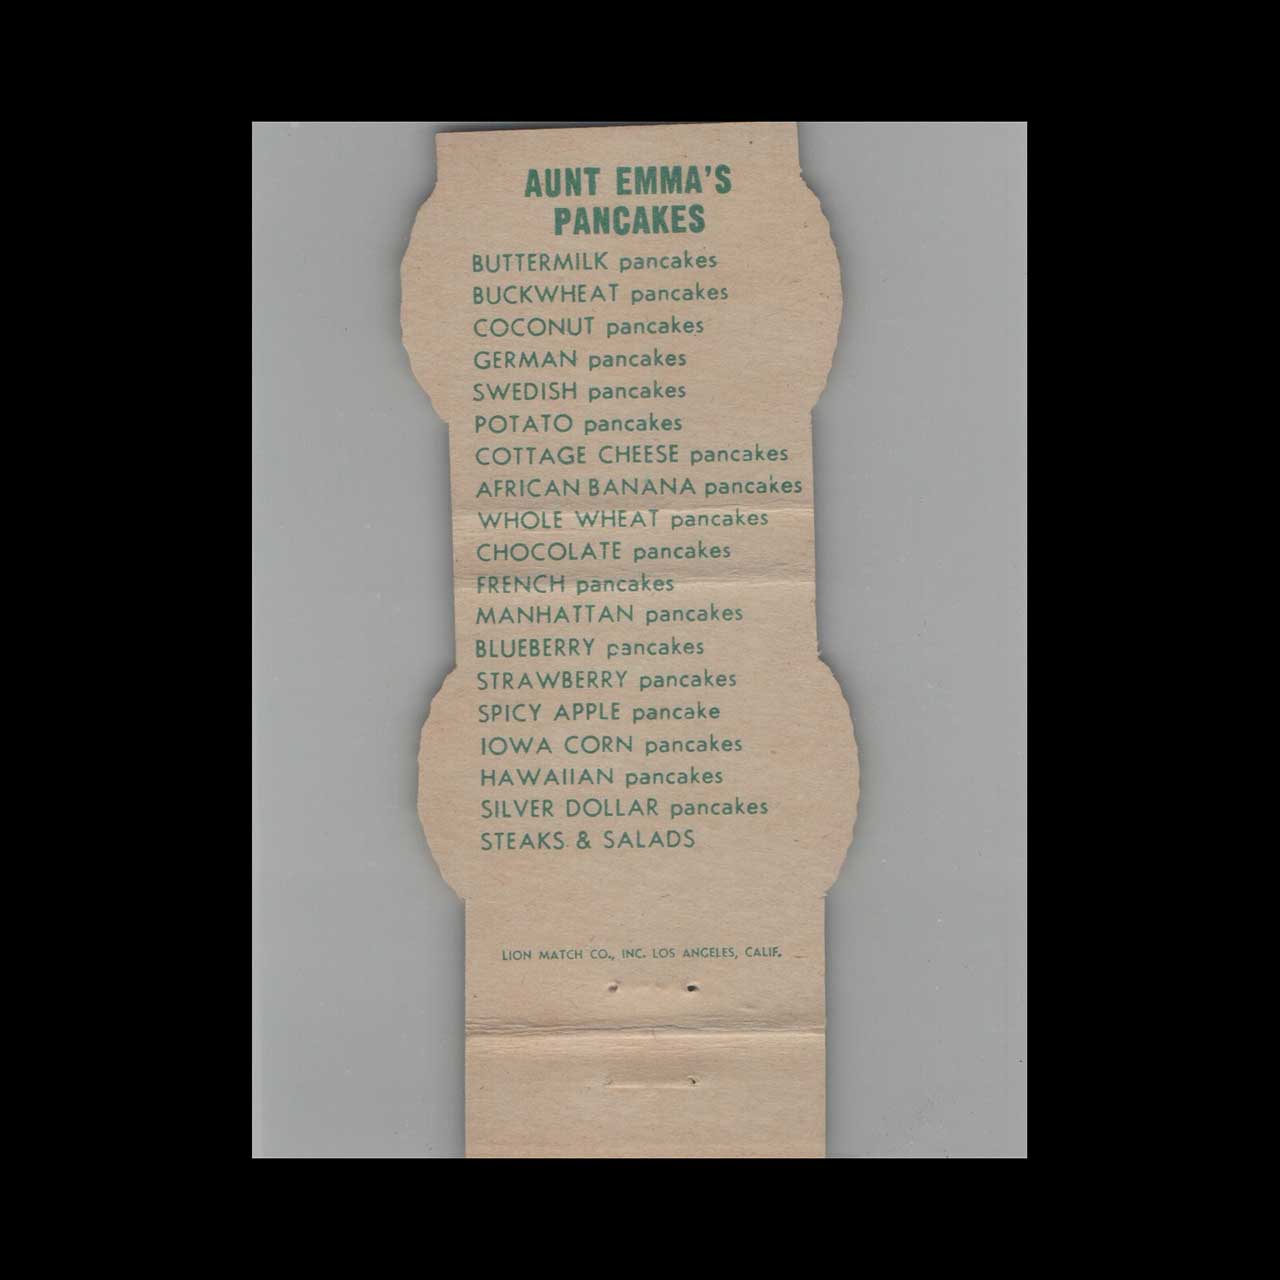 AUNT EMMA'S
PANCAKES
BUTTERMILK pancakes
BUCKWHEAT pancakes
COCONUT pancakes
GERMAN pancakes
SWEDISH pancakes
POTATO pancakes
COTTAGE CHEESE pancakes
AFRICAN BANANA pancakes
WHOLE WHEAT pancakes
CHOCOLATE pancakes
FRENCH pancakes
MANHATTAN pancakes
BLUEBERRY pancakes
STRAWBERRY pancakes
SPICY APPLE pancake
IOWA CORN pancakes
HAWAIIAN pancakes
SILVER DOLLAR pancakes
STEAKS & SALADS
LION MATCH CO., INC. LOS ANGELES, CALIF.